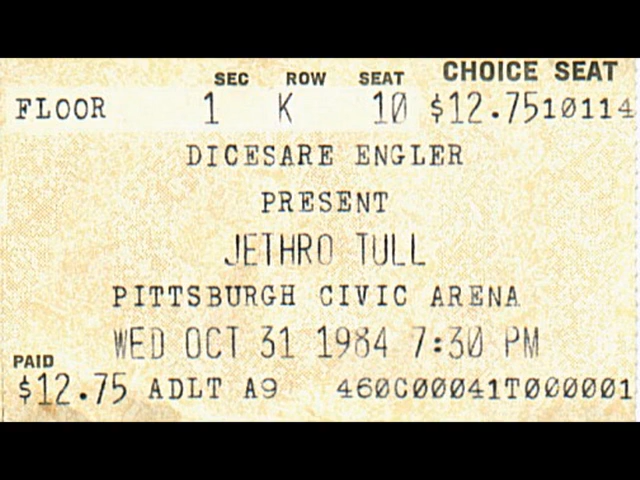 SEC ROW SEAT CHOICE SEAT
FLOOR 1 K 10 $12.75 10114
DICESARE ENGLER
PRESENT
JETHRO TULL
PITTSBURGH CIVIC ARENA
WED OCT 31 1984 7:30 PM
PAID
$12.75 ADLT A9 460C00041T000001